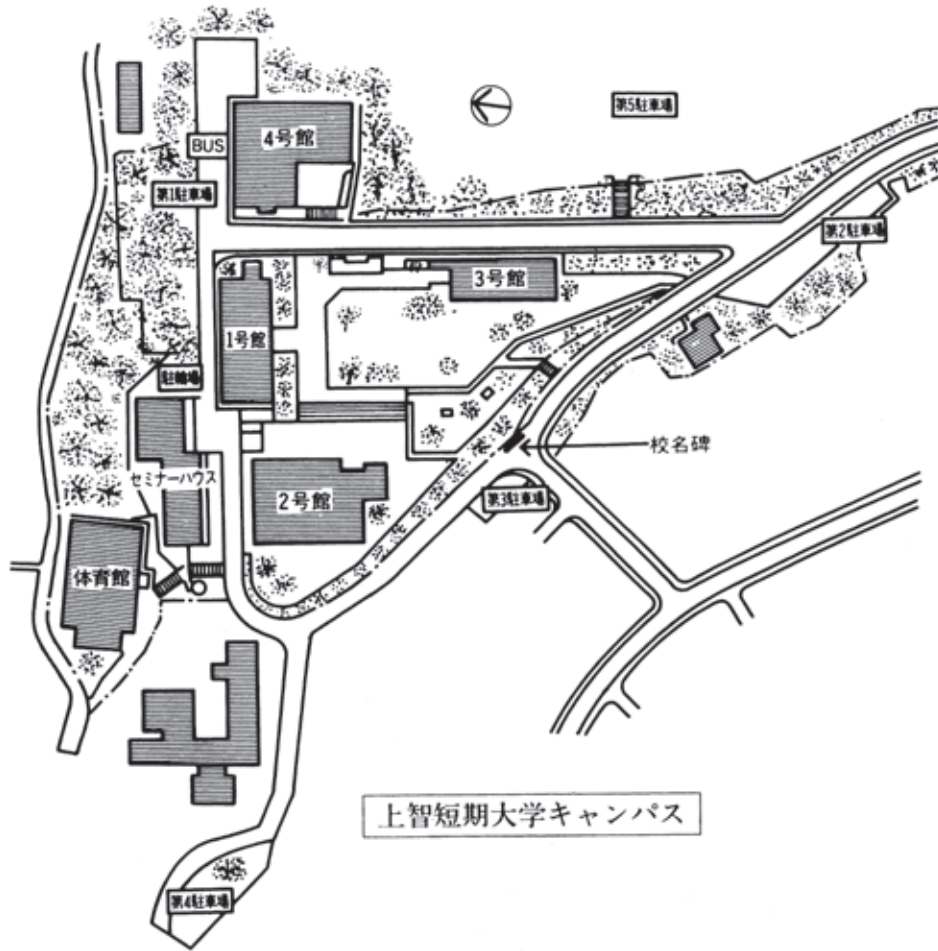 4号館
BUS
第5駐車場
第1駐車場
第2駐車場
3号館
1号館
駐輪場
校名碑
セミナーハウス
2号館
第3駐車場
体育館
上智短期大学キャンパス
第4駐車場